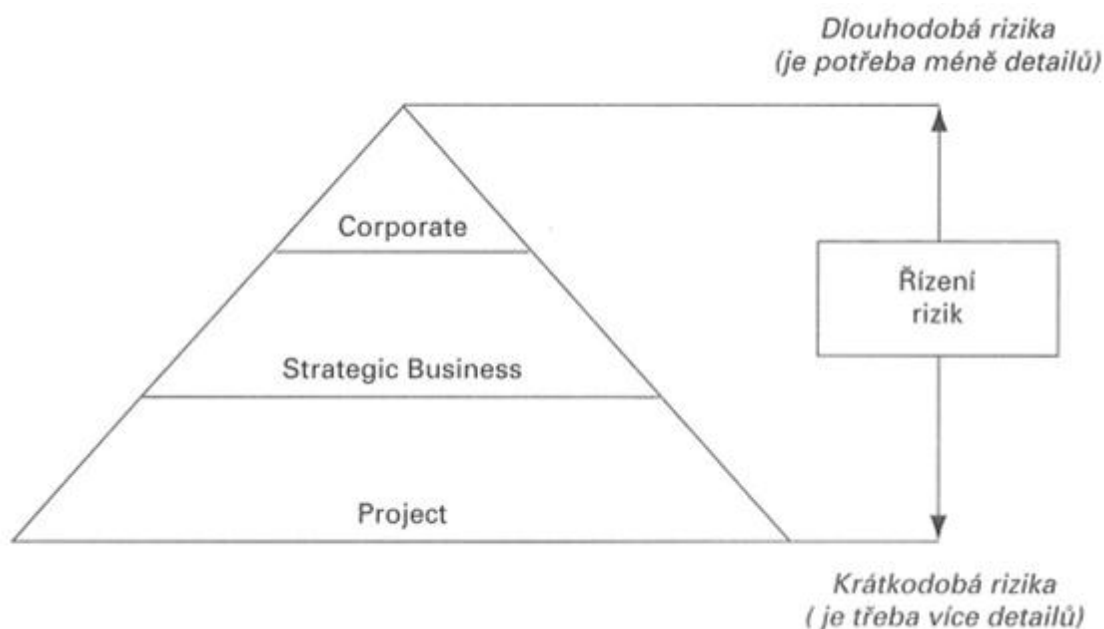 Dlouhodobá rizika
(je potřeba méně detailů)
Corporate
Řízení
rizik
Strategic Business
Project
Krátkodobá rizika
( je třeba více detailů)